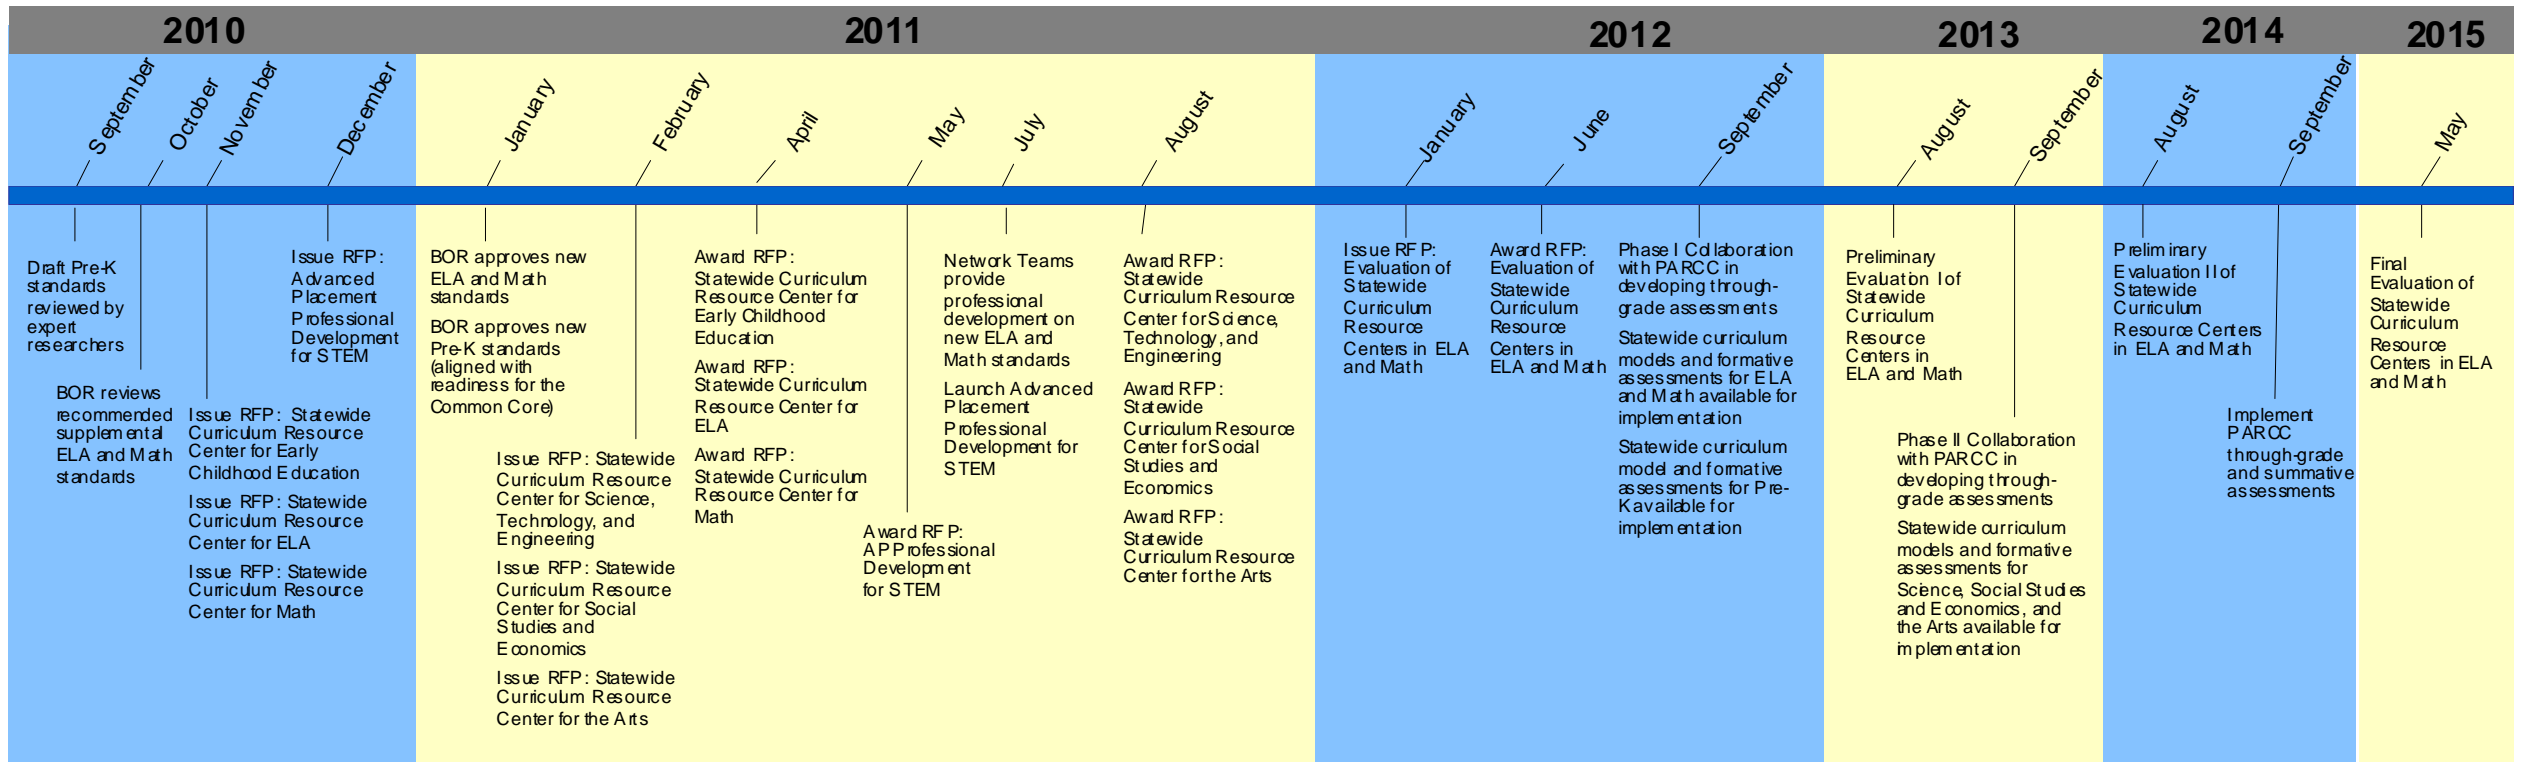 2010
2011
2012
2013
2014
2015
September
October
November
December
January
February
April
May
July
August
January
June
September
August
September
August
September
May
Draft Pre-K
standards
reviewed by
expert
researchers
BOR reviews
recommended
supplemental
ELA and Math
standards
Issue RFP: Statewide
Curriculum Resource
Center for Early
Childhood Education
Issue RFP: Statewide
Curriculum Resource
Center for ELA
Issue RFP: Statewide
Curriculum Resource
Center for Math
Issue RFP:
Advanced
Placement
Professional
Development
for STEM
BOR approves new
ELA and Math
standards
BOR approves new
Pre-K standards
(aligned with
readiness for the
Common Core)
Issue RFP: Statewide
Curriculum Resource
Center for Science,
Technology, and
Engineering
Issue RFP: Statewide
Curriculum Resource
Center for Social
Studies and
Economics
Issue RFP: Statewide
Curriculum Resource
Center for the Arts
Award RFP:
Statewide Curriculum
Resource Center for
Early Childhood
Education
Award RFP:
Statewide Curriculum
Resource Center for
ELA
Award RFP:
Statewide Curriculum
Resource Center for
Math
Award RFP:
AP Professional
Development
for STEM
Network Teams
provide
professional
development on
new ELA and
Math standards
Launch Advanced
Placement
Professional
Development for
STEM
Award RFP:
Statewide
Curriculum Resource
Center for Science,
Technology, and
Engineering
Award RFP:
Statewide
Curriculum Resource
Center for Social
Studies and
Economics
Award RFP:
Statewide
Curriculum Resource
Center for the Arts
Issue RFP:
Evaluation of
Statewide
Curriculum
Resource
Centers in ELA
and Math
Award RFP:
Evaluation of
Statewide
Curriculum
Resource
Centers in
ELA and Math
Phase I Collaboration
with PARCC in
developing through-
grade assessments
Statewide curriculum
models and formative
assessments for ELA
and Math available for
implementation
Statewide curriculum
model and formative
assessments for Pre-
K available for
implementation
Preliminary
Evaluation I of
Statewide
Curriculum
Resource
Centers in
ELA and Math
Phase II Collaboration
with PARCC in
developing through-
grade assessments
Statewide curriculum
models and formative
assessments for
Science, Social Studies
and Economics, and
the Arts available for
implementation
Preliminary
Evaluation II of
Statewide
Curriculum
Resource Centers
in ELA and Math
Implement
PARCC
through-grade
and summative
assessments
Final
Evaluation of
Statewide
Curriculum
Resource
Centers in ELA
and Math